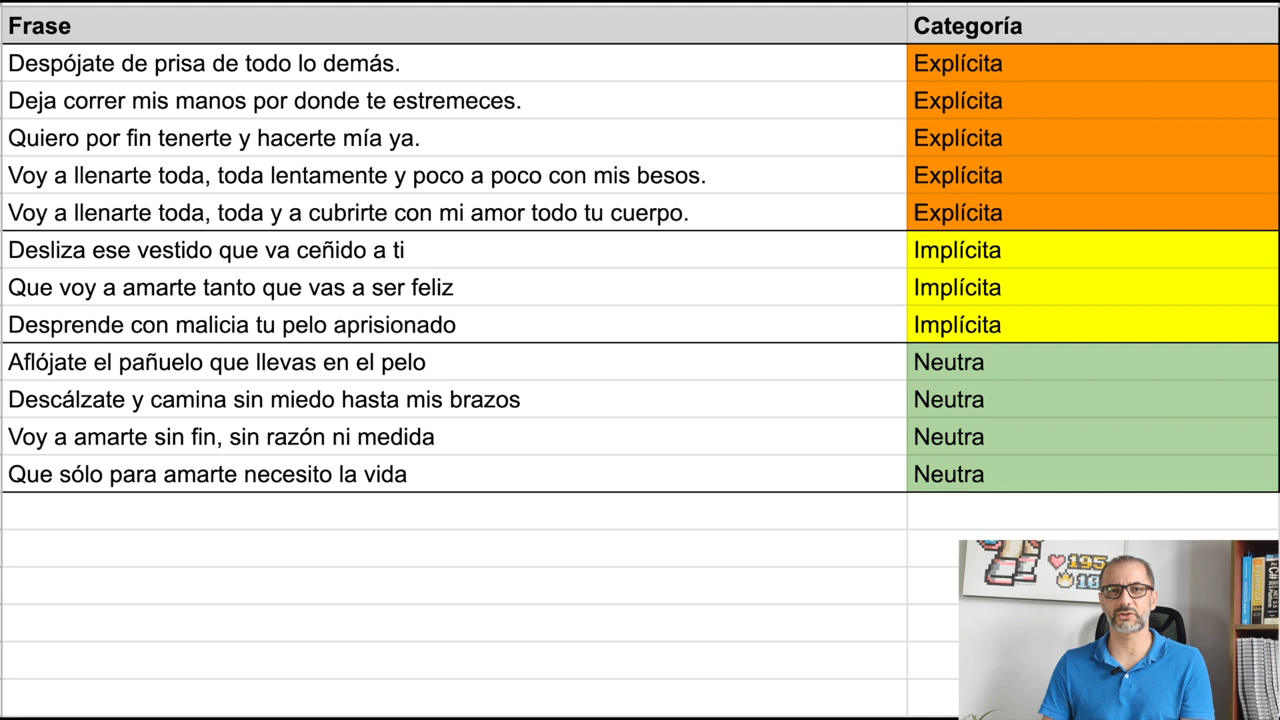 Frase Categoría
Despójate de prisa de todo lo demás. Explícita
Deja correr mis manos por donde te estremeces. Explícita
Quiero por fin tenerte y hacerte mía ya. Explícita
Voy a llenarte toda, toda lentamente y poco a poco con mis besos. Explícita
Voy a llenarte toda, toda y a cubrirte con mi amor todo tu cuerpo. Explícita
Desliza ese vestido que va ceñido a ti Implícita
Que voy a amarte tanto que vas a ser feliz Implícita
Desprende con malicia tu pelo aprisionado Implícita
Aflójate el pañuelo que llevas en el pelo Neutra
Descálzate y camina sin miedo hasta mis brazos Neutra
Voy a amarte sin fin, sin razón ni medida Neutra
Que sólo para amarte necesito la vida Neutra
195
C#